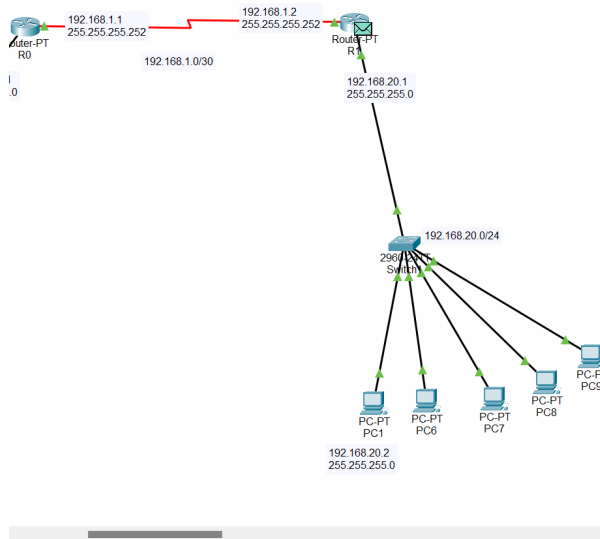 192.168.1.1
255.255.255.252
192.168.1.2
255.255.255.252
R0
Router-PT
192.168.1.0/30
192.168.20.1
255.255.255.0
.0
192.168.20.0/24
Switch
PC-PT
PC1
PC-PT
PC6
PC-PT
PC7
PC-PT
PC8
PC9
192.168.20.2
255.255.255.0